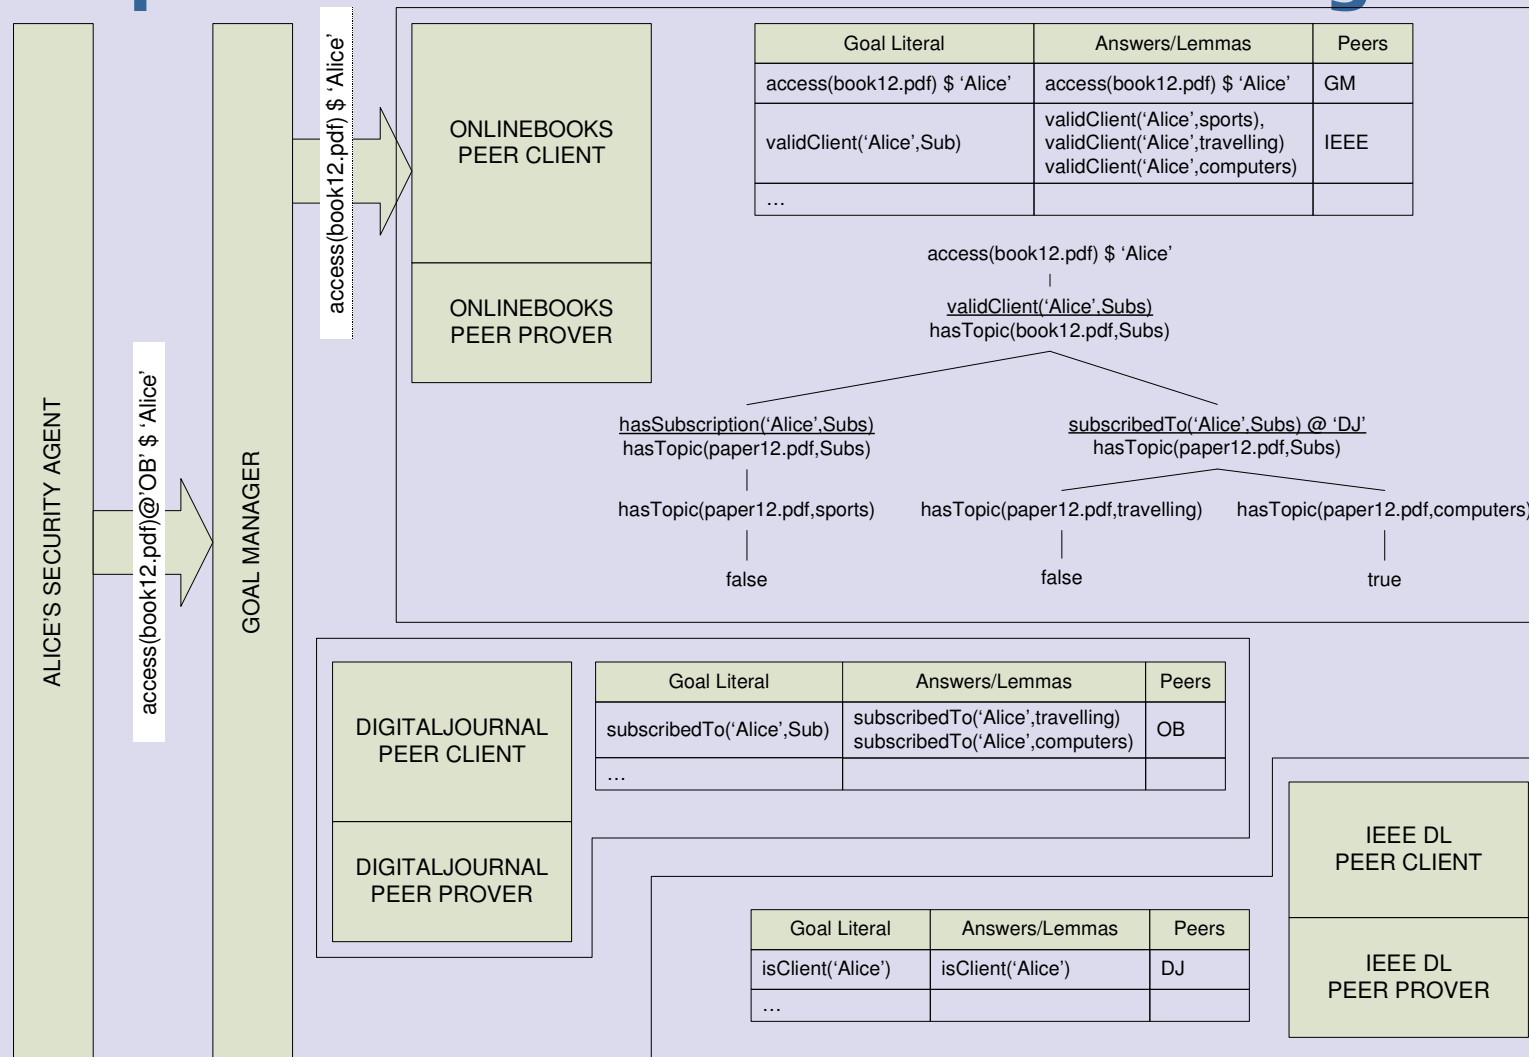 ALICE'S SECURITY AGENT
access(book12.pdf)@'OB' $ 'Alice'
GOAL MANAGER
access(book12.pdf) $ 'Alice'
ONLINEBOOKS
PEER CLIENT
ONLINEBOOKS
PEER PROVER
Goal Literal Answers/Lemmas Peers
access(book12.pdf) $ ‘Alice’ access(book12.pdf) $ ‘Alice’ GM
validClient(‘Alice’,Sub) validClient(‘Alice’,sports),
validClient(‘Alice’,travelling)
validClient(‘Alice’,computers) IEEE
…
access(book12.pdf) $ ‘Alice’
validClient(‘Alice’,Subs)
hasTopic(book12.pdf,Subs)
hasSubscription(‘Alice’,Subs)
hasTopic(paper12.pdf,Subs)
subscribedTo(‘Alice’,Subs) @ ‘DJ’
hasTopic(paper12.pdf,Subs)
hasTopic(paper12.pdf,sports) hasTopic(paper12.pdf,travelling) hasTopic(paper12.pdf,computers)
false false true
DIGITALJOURNAL
PEER CLIENT
DIGITALJOURNAL
PEER PROVER
Goal Literal Answers/Lemmas Peers
subscribedTo(‘Alice’,Sub) subscribedTo(‘Alice’,travelling)
subscribedTo(‘Alice’,computers) OB
…
IEEE DL
PEER CLIENT
IEEE DL
PEER PROVER
Goal Literal Answers/Lemmas Peers
isClient(‘Alice’) isClient(‘Alice’) DJ
…